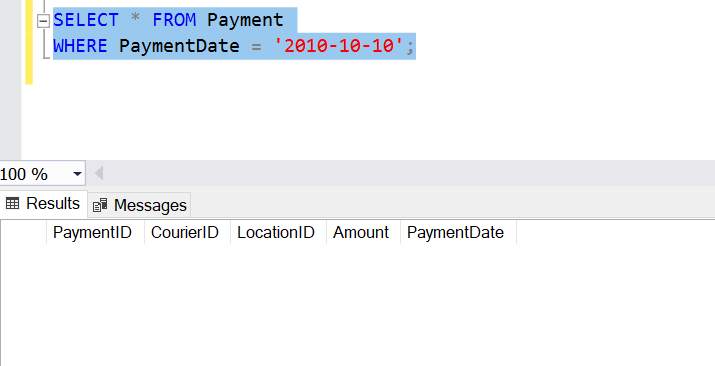 SELECT * FROM Payment
WHERE PaymentDate = '2010-10-10';
100 %
Results Messages
PaymentID CourierID LocationID Amount PaymentDate